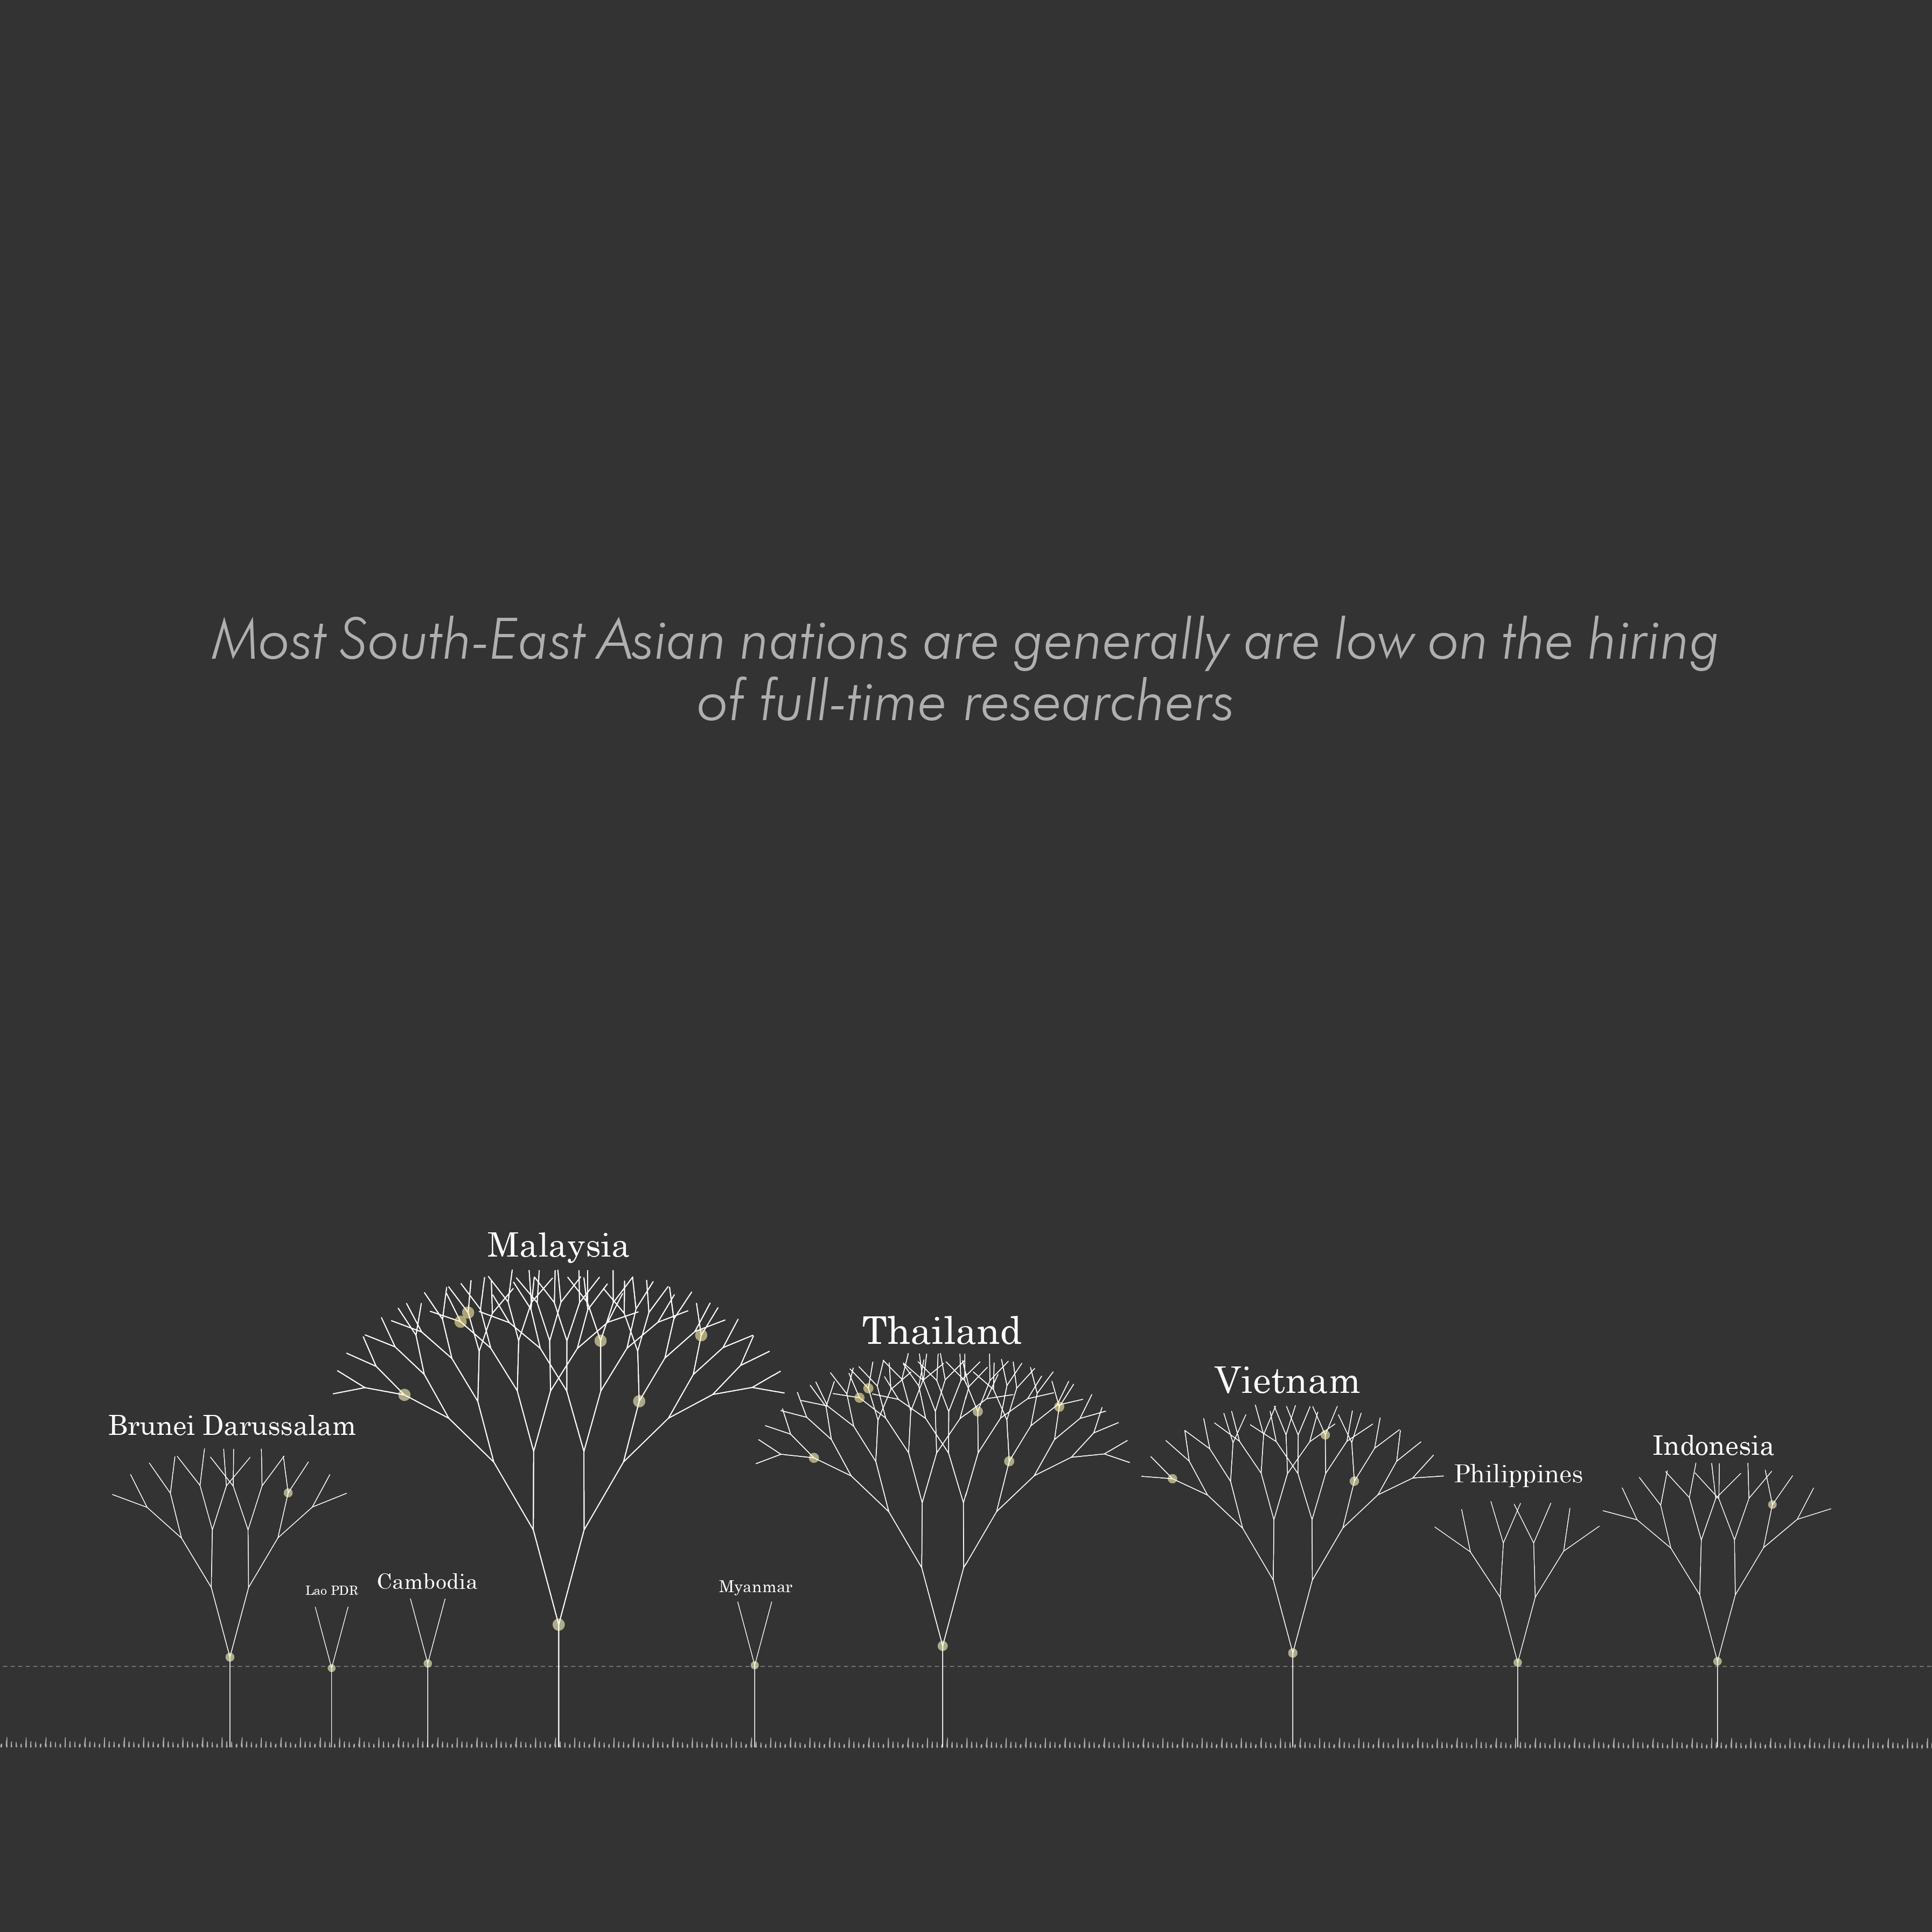 Most South-East Asian nations are generally are low on the hiring
of full-time researchers
Malaysia
Thailand
Vietnam
Brunei Darussalam
Indonesia
Philippines
Lao PDR
Cambodia
Myanmar